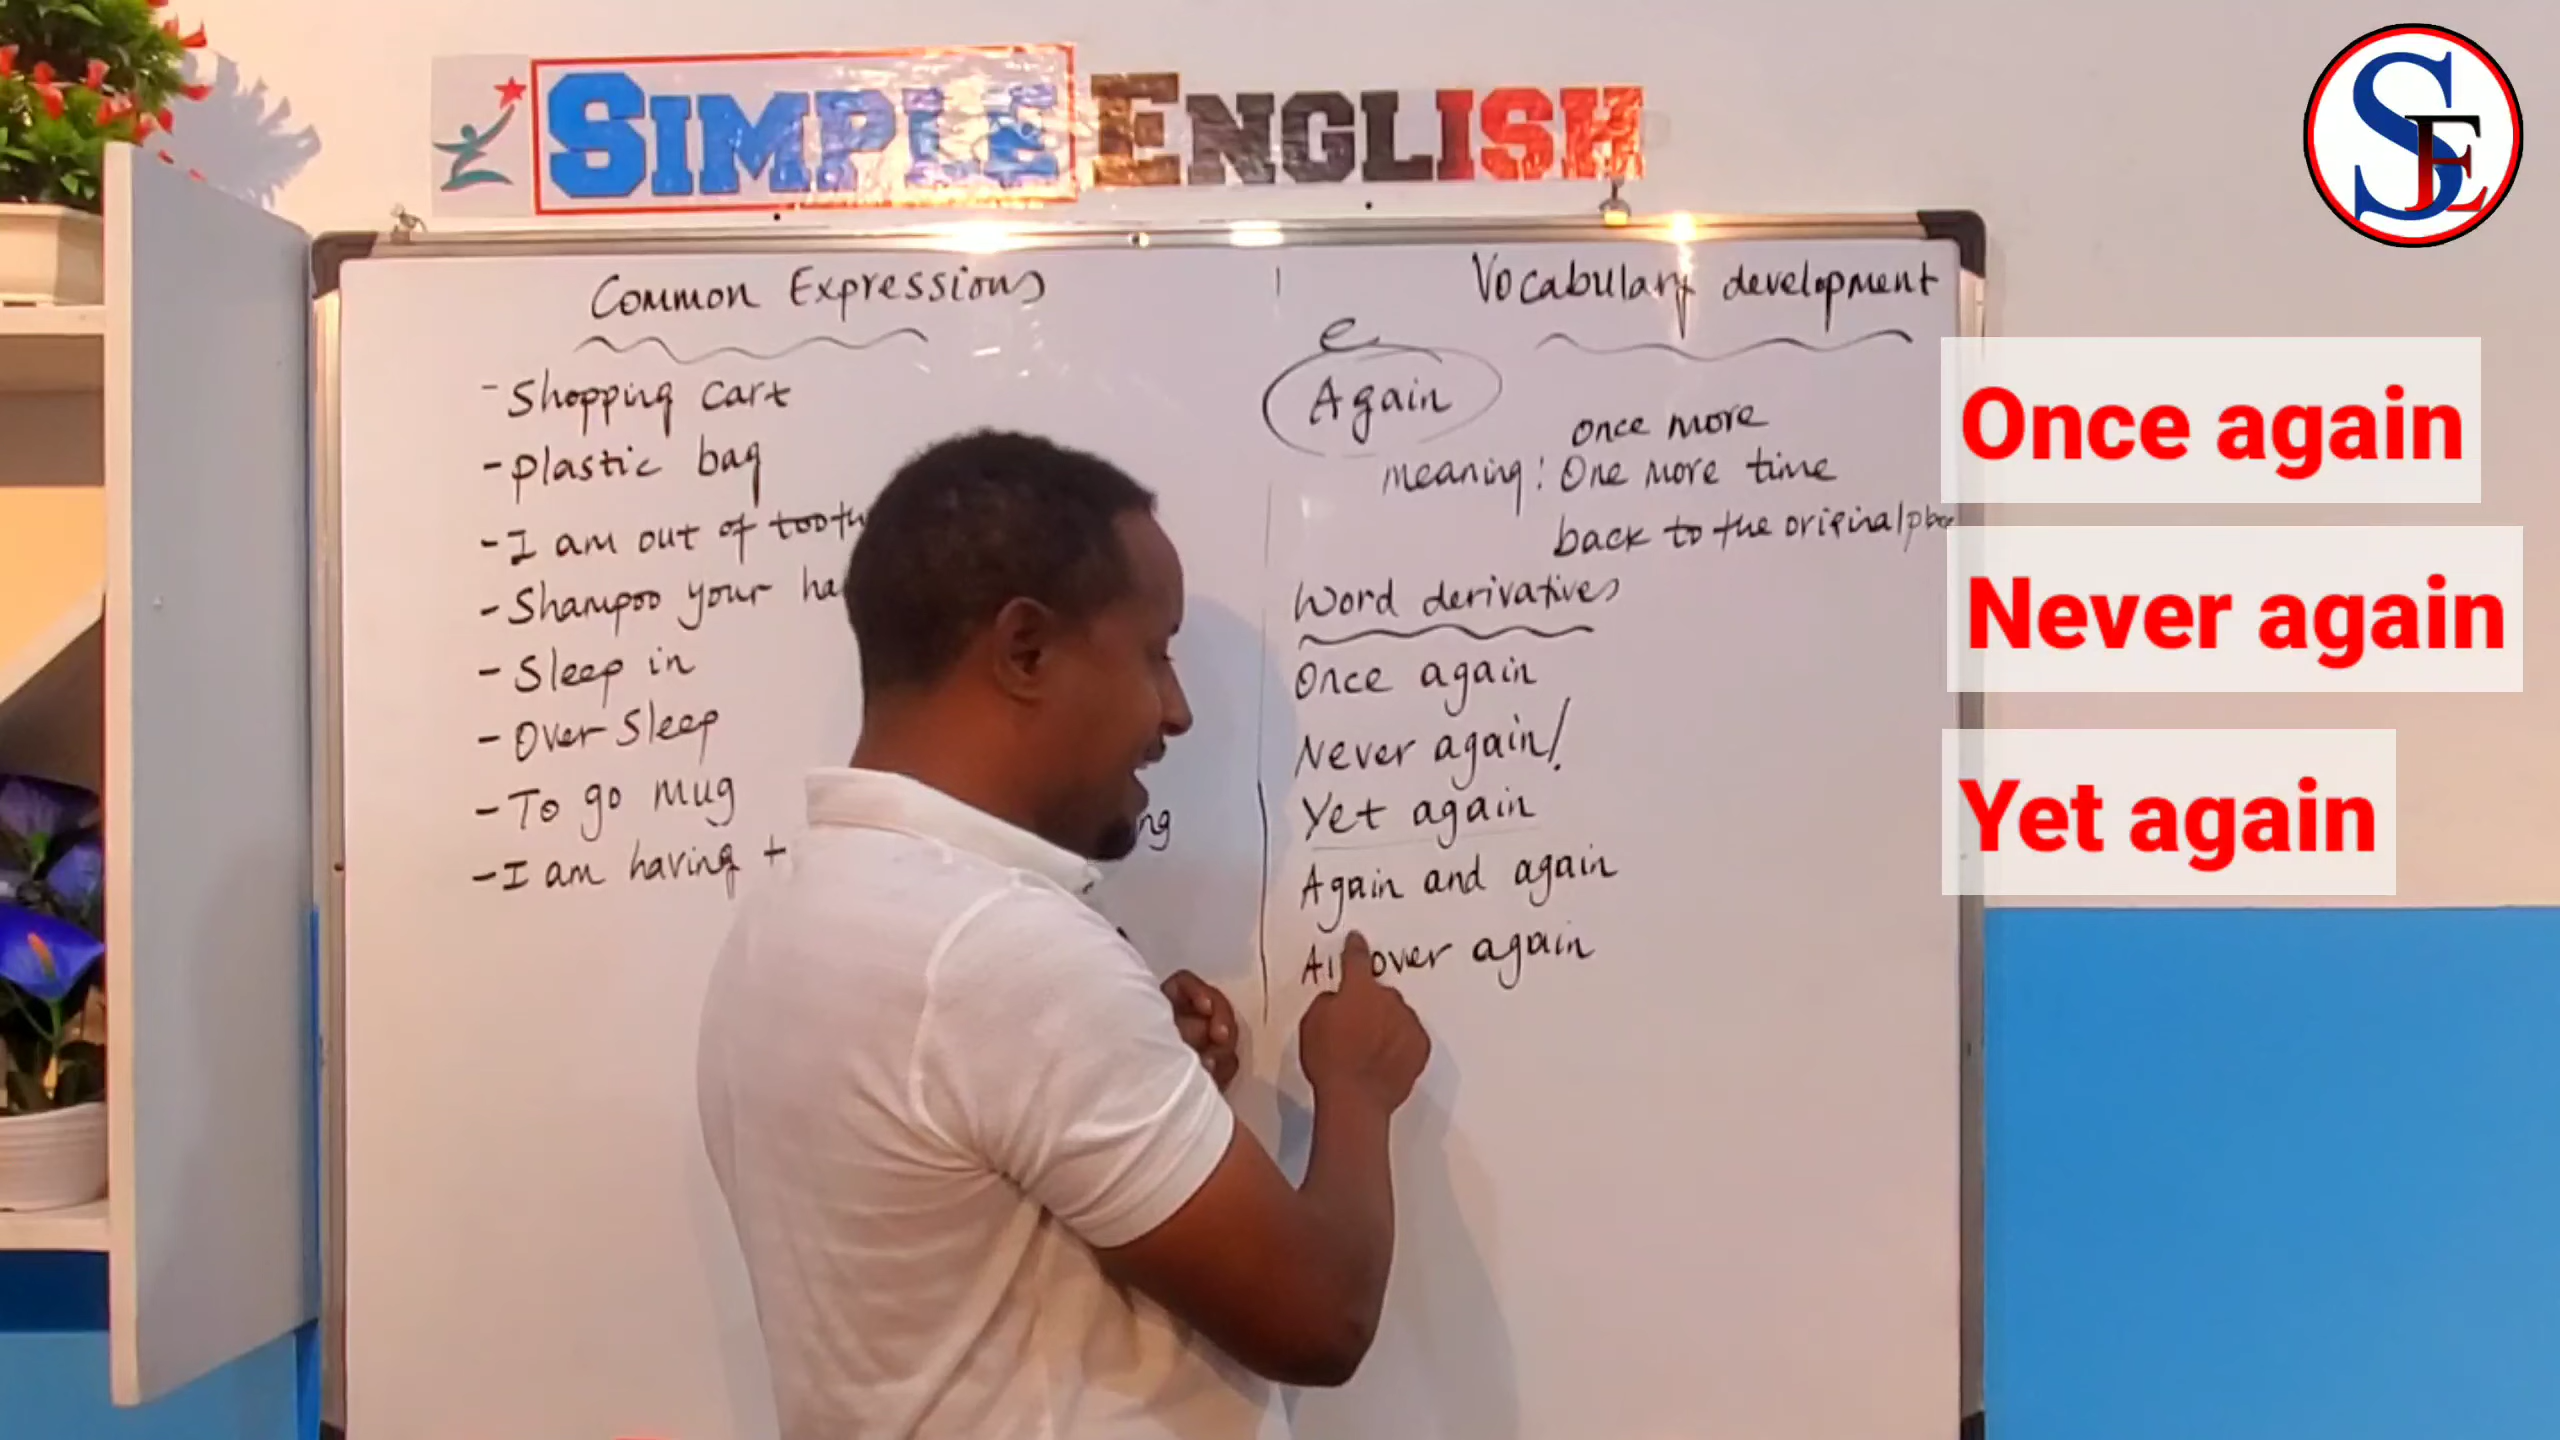 SIMPLE ENGLISH
SE
Common Expressions
- Shopping cart
- plastic bag
- I am out of
- Shampoo your
- Sleep in
- Over Sleep
- To go mug
- I am having
Vocabulary development
e
Again
once more
meaning: One more time
back to the original
Word derivatives
Once again
Never again!
Yet again
Again and again
over again
Once again
Never again
Yet again